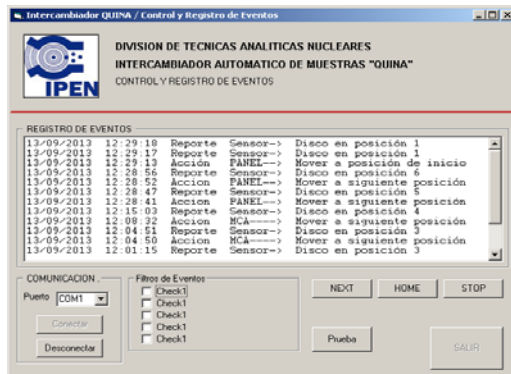 Intercambiador QUINA / Control y Registro de Eventos
IPEN
DIVISION DE TECNICAS ANALITICAS NUCLEARES
INTERCAMBIADOR AUTOMATICO DE MUESTRAS "QUINA"
CONTROL Y REGISTRO DE EVENTOS
REGISTRO DE EVENTOS
13/09/2013 12:29:18 Reporte Sensor-> Disco en posición 1
13/09/2013 12:29:17 Reporte Sensor-> Disco en posición 1
13/09/2013 12:29:13 Acción PANEL--> Mover a posición de inicio
13/09/2013 12:28:56 Reporte Sensor-> Disco en posición 6
13/09/2013 12:28:52 Accion PANEL--> Mover a siguiente posición
13/09/2013 12:28:47 Reporte Sensor-> Disco en posición 5
13/09/2013 12:28:41 Accion PANEL--> Mover a siguiente posición
13/09/2013 12:15:03 Reporte Sensor-> Disco en posición 4
13/09/2013 12:08:32 Accion MCA----> Mover a siguiente posición
13/09/2013 12:04:51 Reporte Sensor-> Disco en posición 3
13/09/2013 12:04:50 Accion MCA----> Mover a siguiente posición
13/09/2013 12:01:15 Reporte Sensor-> Disco en posición 3
COMUNICACION .
Puerto COM1
Conectar
Desconectar
Filtros de Eventos
Check1
Check1
Check1
Check1
Check1
NEXT HOME STOP
Prueba
SALIR